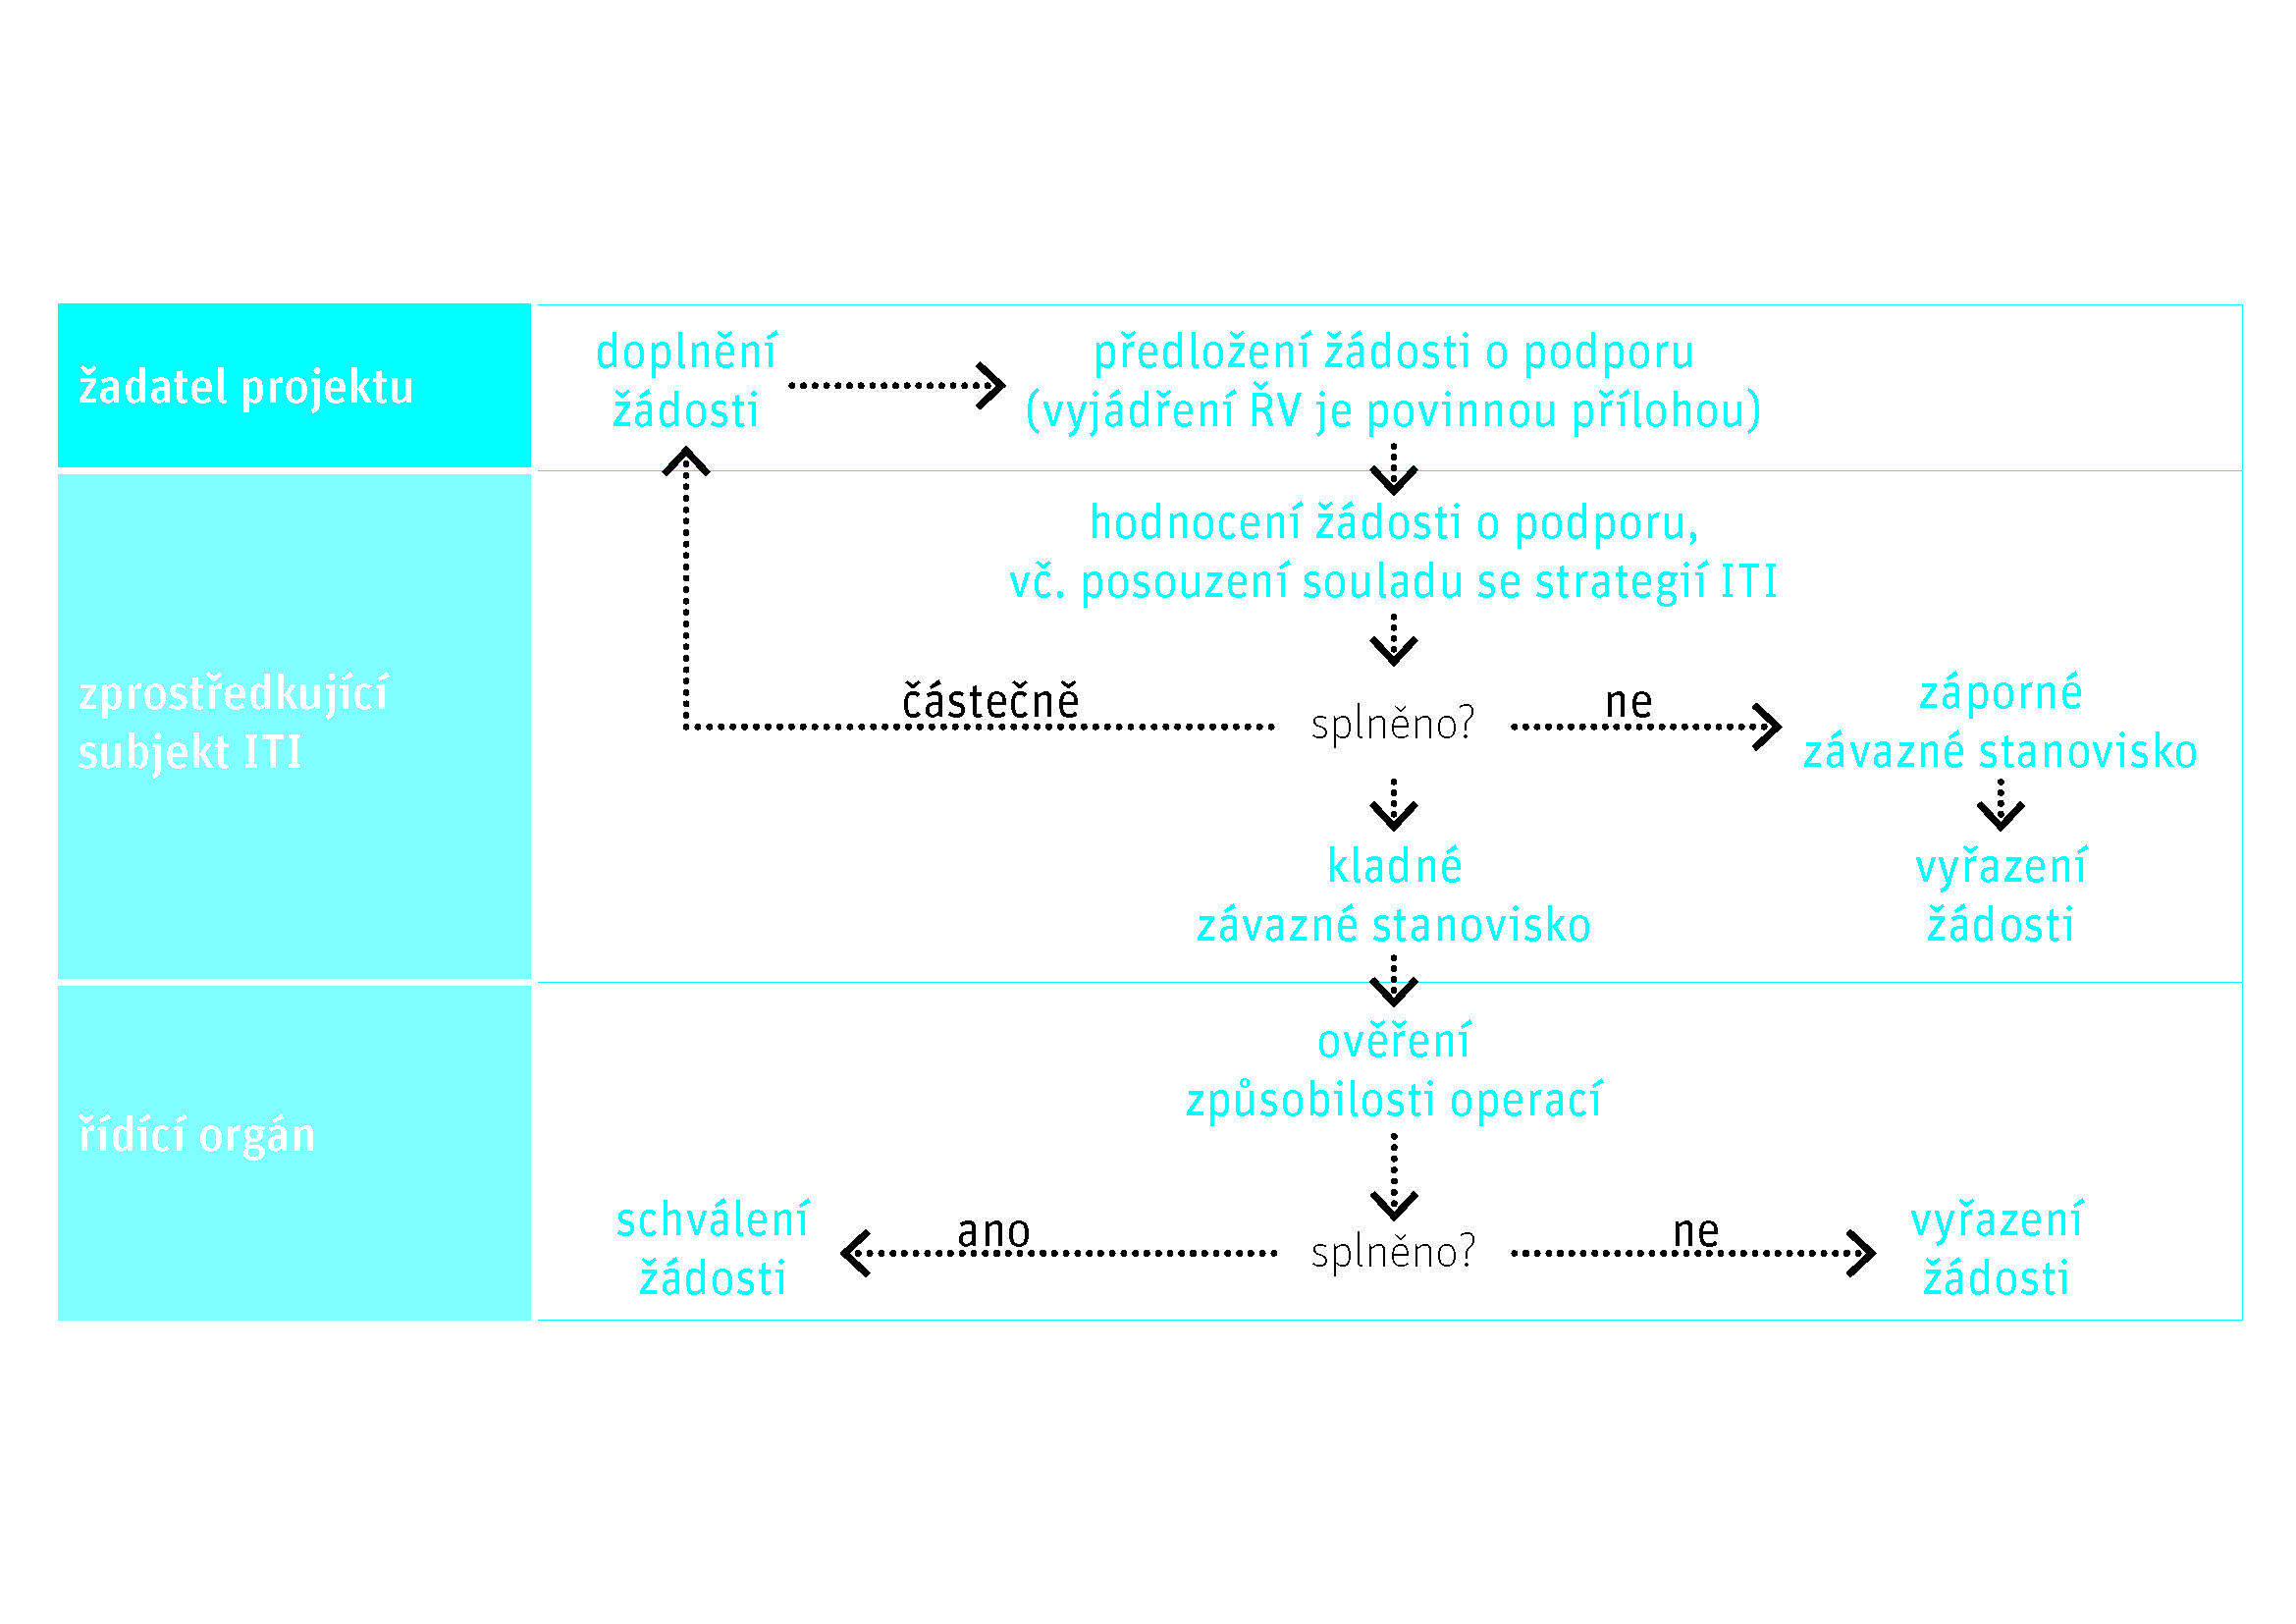 žadatel projektu
doplnění
žádosti
předložení žádosti o podporu
(vyjádření ŘV je povinnou přílohou)
zprostředkující
subjekt ITI
hodnocení žádosti o podporu,
vč. posouzení souladu se strategií ITI
částečně
splněno?
ne
záporné
závazné stanovisko
kladné
závazné stanovisko
vyřazení
žádosti
řídící orgán
ověření
způsobilosti operací
schválení
žádosti
ano
splněno?
ne
vyřazení
žádosti